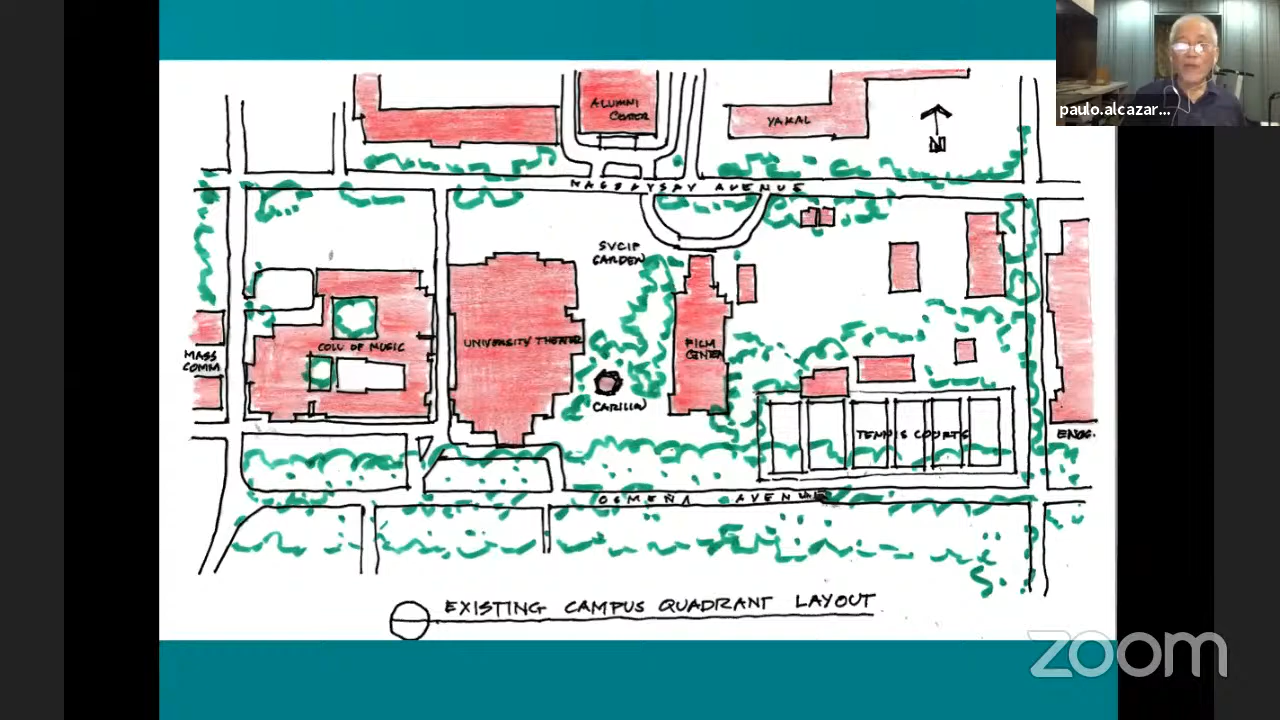 paulo.alcazar...
ALUMNI
CENTER
YAKAL
N
MAGSAYSAY AVENUE
SVCIP
GARDEN
UNIVERSITY THEATER
FILM
CENTER
COLL OF MUSIC
MASS
COMM
CARILLON
TENNIS COURTS
ENGG.
OSMEÑA AVENUE
EXISTING CAMPUS QUADRANT LAYOUT
zoom